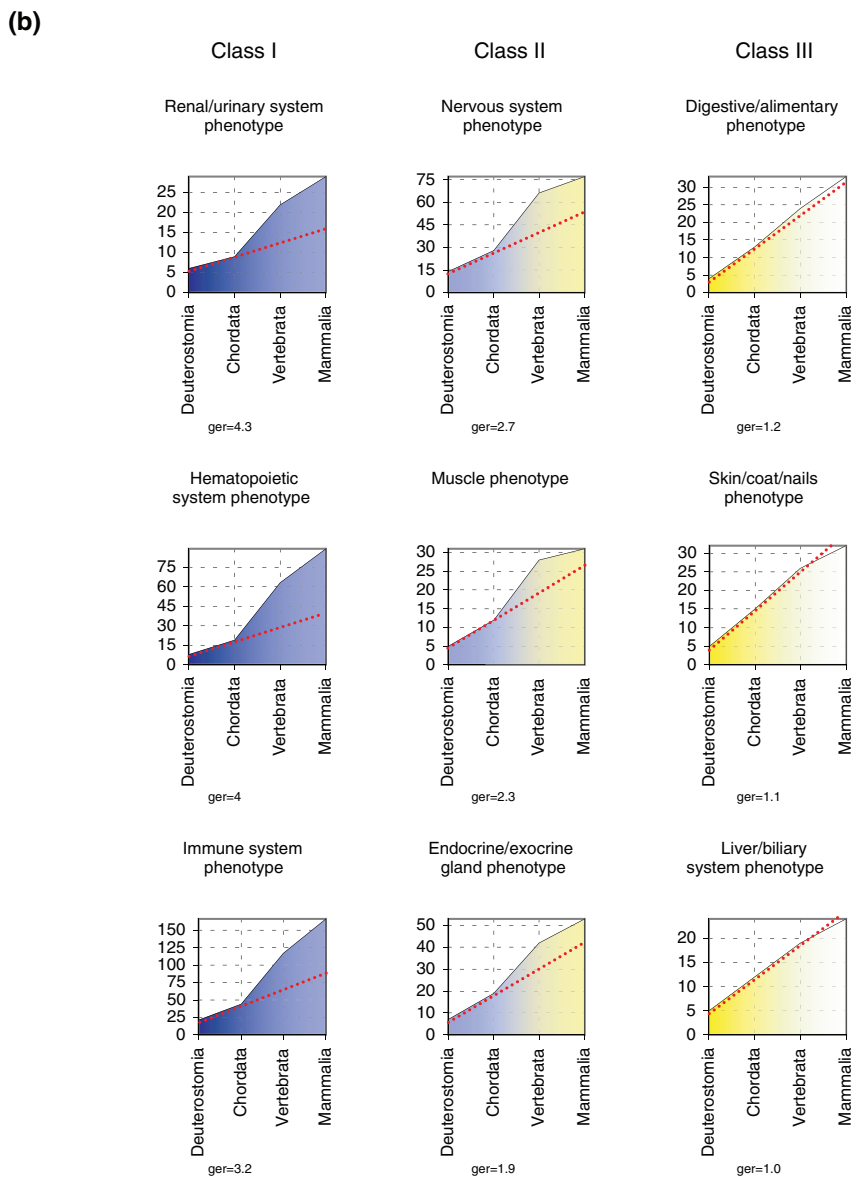 (b)
Class I
Class II
Class III
Renal/urinary system
phenotype
25
20
15
10
5
0
Deuterostomia
Chordata
Vertebrata
Mammalia
ger=4.3
Nervous system
phenotype
75
60
45
30
15
0
Deuterostomia
Chordata
Vertebrata
Mammalia
ger=2.7
Digestive/alimentary
phenotype
30
25
20
15
10
5
0
Deuterostomia
Chordata
Vertebrata
Mammalia
ger=1.2
Hematopoietic
system phenotype
75
60
45
30
15
0
Deuterostomia
Chordata
Vertebrata
Mammalia
ger=4
Muscle phenotype
30
25
20
15
10
5
0
Deuterostomia
Chordata
Vertebrata
Mammalia
ger=2.3
Skin/coat/nails
phenotype
30
25
20
15
10
5
0
Deuterostomia
Chordata
Vertebrata
Mammalia
ger=1.1
Immune system
phenotype
150
125
100
75
50
25
0
Deuterostomia
Chordata
Vertebrata
Mammalia
ger=3.2
Endocrine/exocrine
gland phenotype
50
40
30
20
10
0
Deuterostomia
Chordata
Vertebrata
Mammalia
ger=1.9
Liver/biliary
system phenotype
20
15
10
5
0
Deuterostomia
Chordata
Vertebrata
Mammalia
ger=1.0